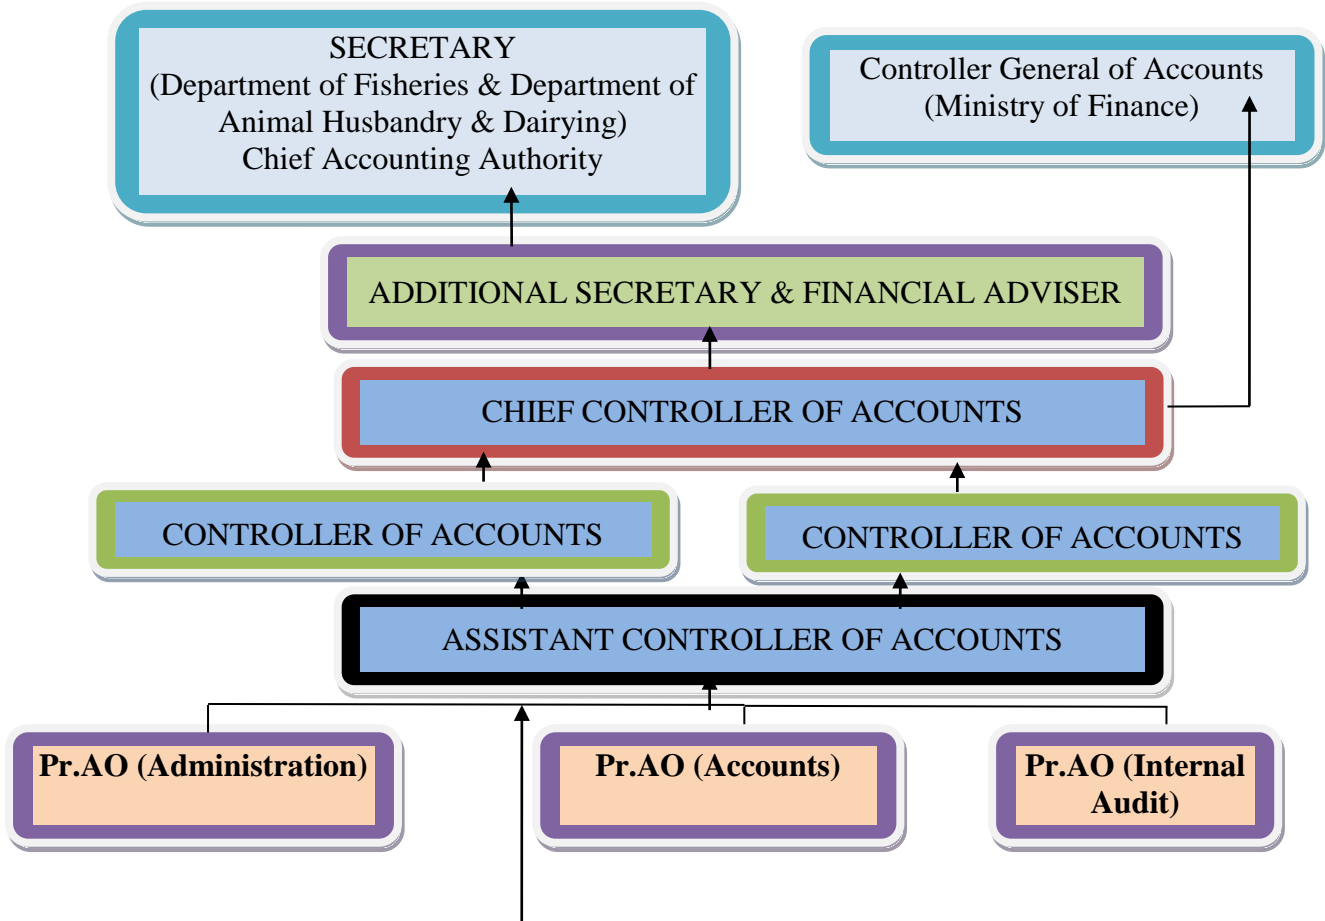 SECRETARY
(Department of Fisheries & Department of
Animal Husbandry & Dairying)
Chief Accounting Authority
Controller General of Accounts
(Ministry of Finance)
ADDITIONAL SECRETARY & FINANCIAL ADVISER
CHIEF CONTROLLER OF ACCOUNTS
CONTROLLER OF ACCOUNTS
CONTROLLER OF ACCOUNTS
ASSISTANT CONTROLLER OF ACCOUNTS
Pr.AO (Administration)
Pr.AO (Accounts)
Pr.AO (Internal
Audit)